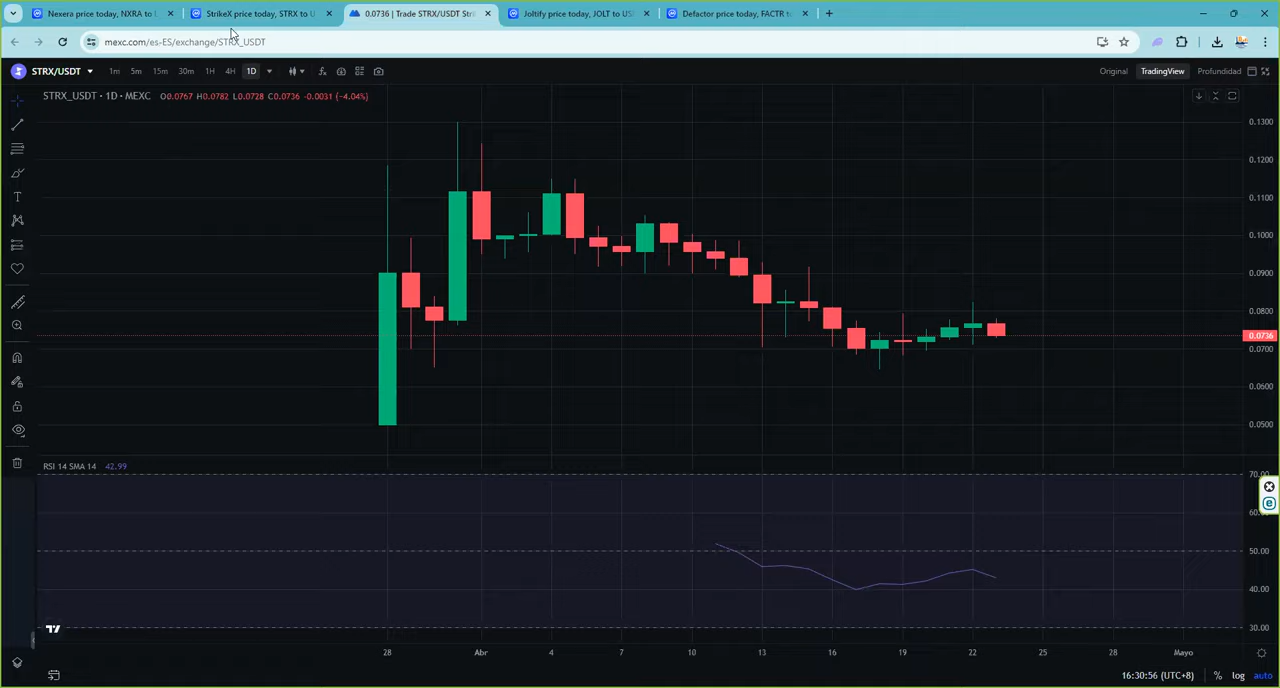 Nexera price today, NXRA to U
StrikeX price today, STRX to U
0.0736 | Trade STRX/USDT Stri
Joltify price today, JOLT to US
Defactor price today, FACTR to
mexc.com/es-ES/exchange/STRX_USDT
STRX/USDT 1m 5m 15m 30m 1H 4H 1D Original TradingView Profundidad
STRX_USDT • 1D • MEXC O0.0767 H0.0782 L0.0728 C0.0736 -0.0031 (-4.04%)
0.1300
0.1200
0.1100
0.1000
0.0900
0.0800
0.0736
0.0700
0.0600
0.0500
RSI 14 SMA 14 42.99
70.00
50.00
40.00
30.00
28 Abr 4 7 10 13 16 19 22 25 28 Mayo
16:30:56 (UTC+8) % log auto